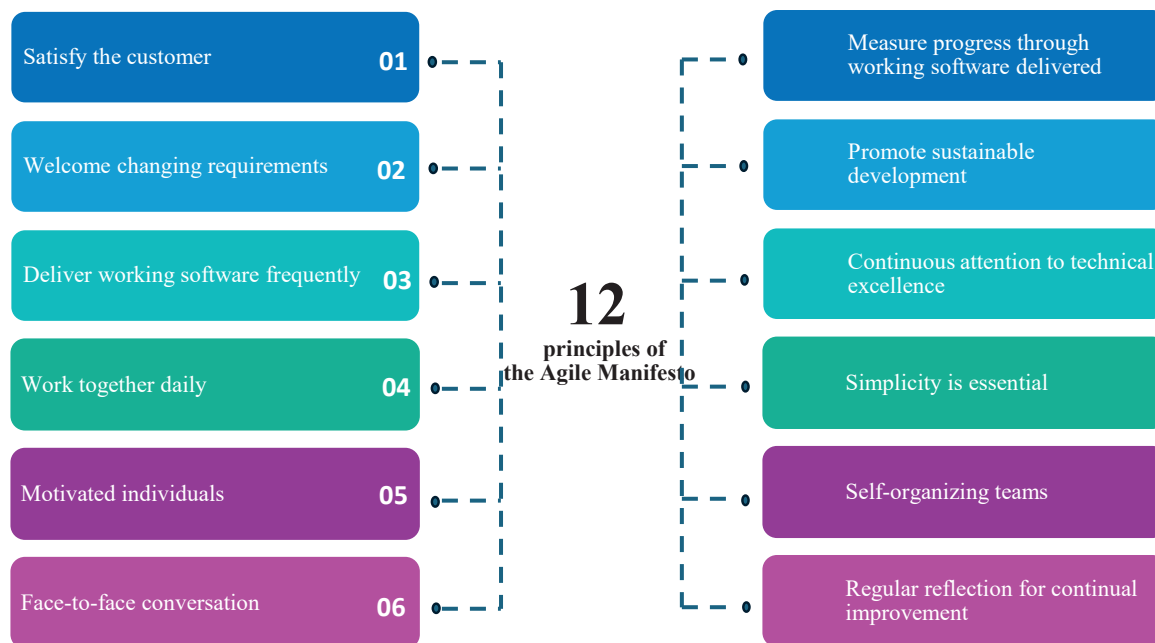 Satisfy the customer 01
Welcome changing requirements 02
Deliver working software frequently 03
Work together daily 04
Motivated individuals 05
Face-to-face conversation 06
12
principles of
the Agile Manifesto
Measure progress through
working software delivered
Promote sustainable
development
Continuous attention to technical
excellence
Simplicity is essential
Self-organizing teams
Regular reflection for continual
improvement